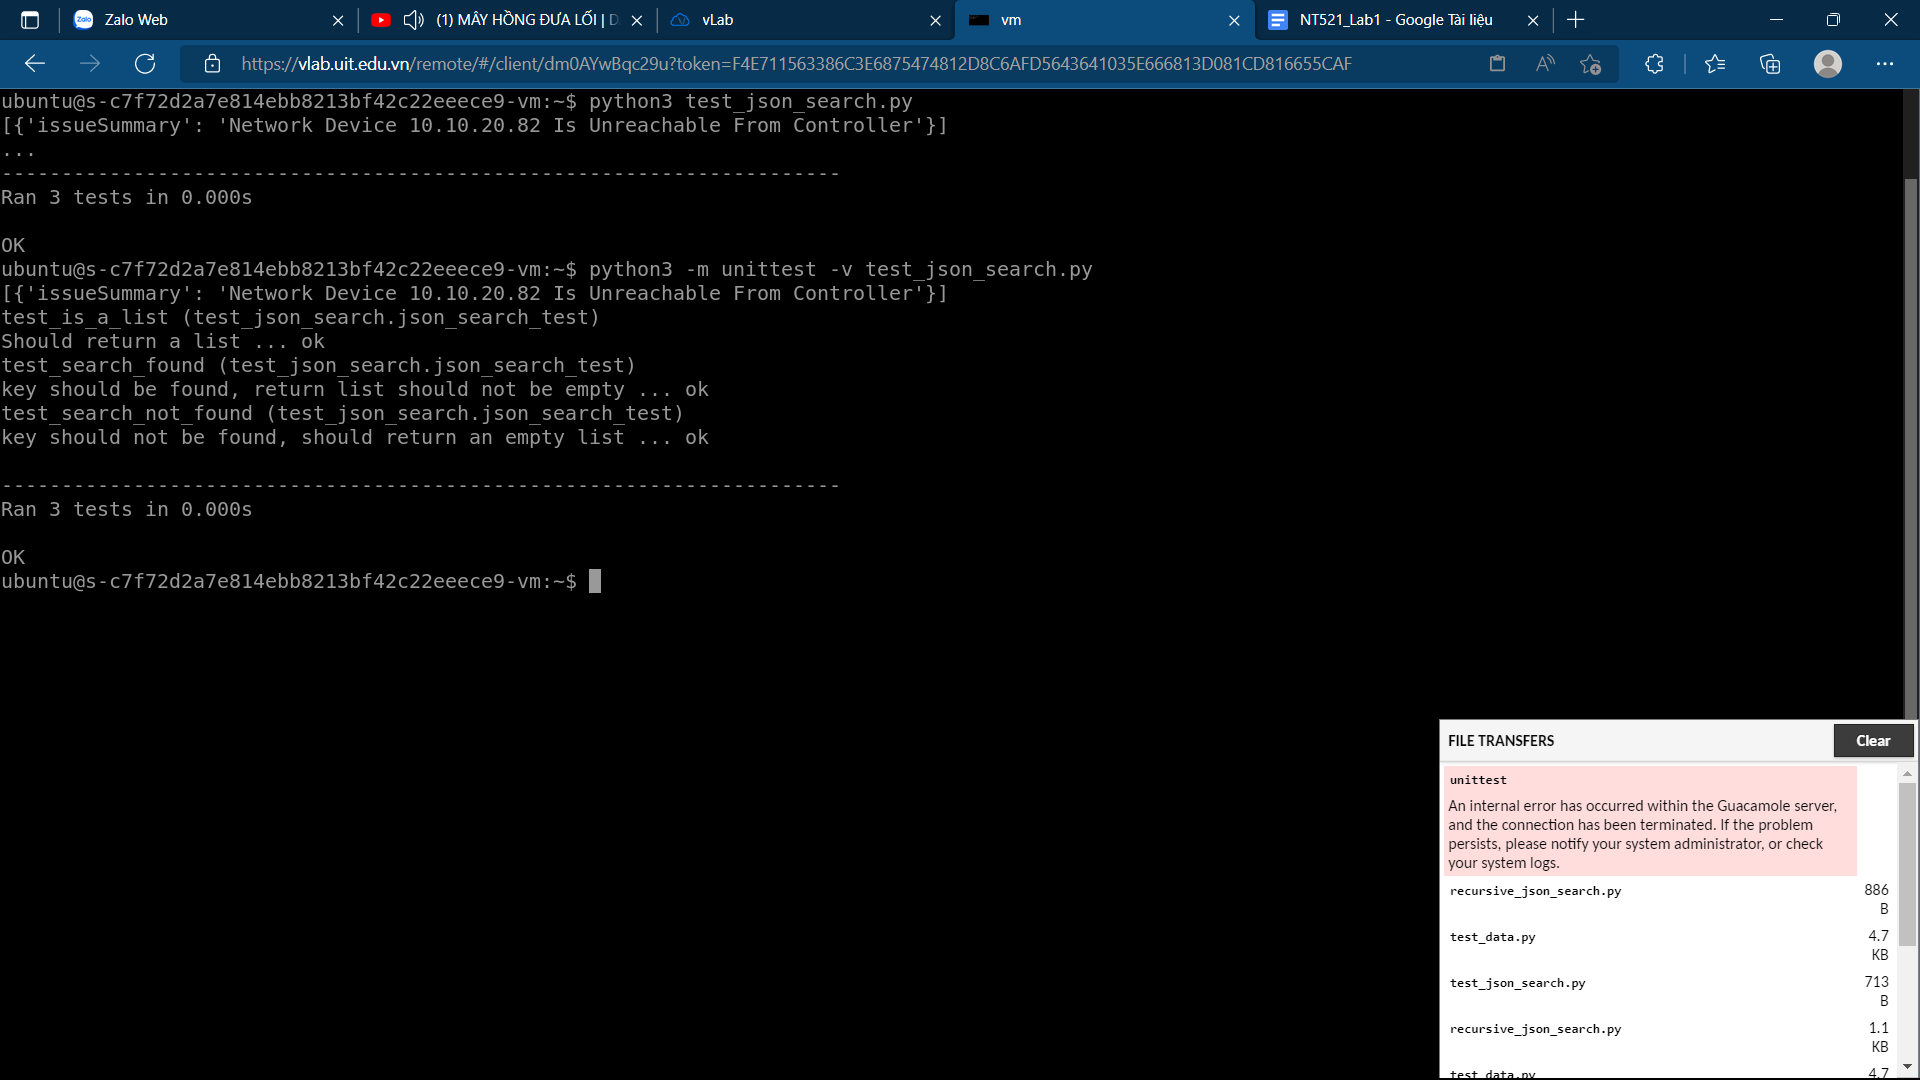 Zalo Web
(1) MÂY HỒNG ĐƯA LỐI | D
vLab
vm
NT521_Lab1 - Google Tài liệu
https://vlab.uit.edu.vn/remote/#/client/dm0AYwBqc29u?token=F4E711563386C3E6875474812D8C6AFD5643641035E666813D081CD816655CAF
ubuntu@s-c7f72d2a7e814ebb8213bf42c22eeece9-vm:~$ python3 test_json_search.py
[{'issueSummary': 'Network Device 10.10.20.82 Is Unreachable From Controller'}]
...
----------------------------------------------------------------------
Ran 3 tests in 0.000s
OK
ubuntu@s-c7f72d2a7e814ebb8213bf42c22eeece9-vm:~$ python3 -m unittest -v test_json_search.py
[{'issueSummary': 'Network Device 10.10.20.82 Is Unreachable From Controller'}]
test_is_a_list (test_json_search.json_search_test)
Should return a list ... ok
test_search_found (test_json_search.json_search_test)
key should be found, return list should not be empty ... ok
test_search_not_found (test_json_search.json_search_test)
key should not be found, should return an empty list ... ok
----------------------------------------------------------------------
Ran 3 tests in 0.000s
OK
ubuntu@s-c7f72d2a7e814ebb8213bf42c22eeece9-vm:~$
FILE TRANSFERS
Clear
unittest
An internal error has occurred within the Guacamole server,
and the connection has been terminated. If the problem
persists, please notify your system administrator, or check
your system logs.
recursive_json_search.py 886
B
test_data.py 4.7
KB
test_json_search.py 713
B
recursive_json_search.py 1.1
KB
test_data.py 4.7